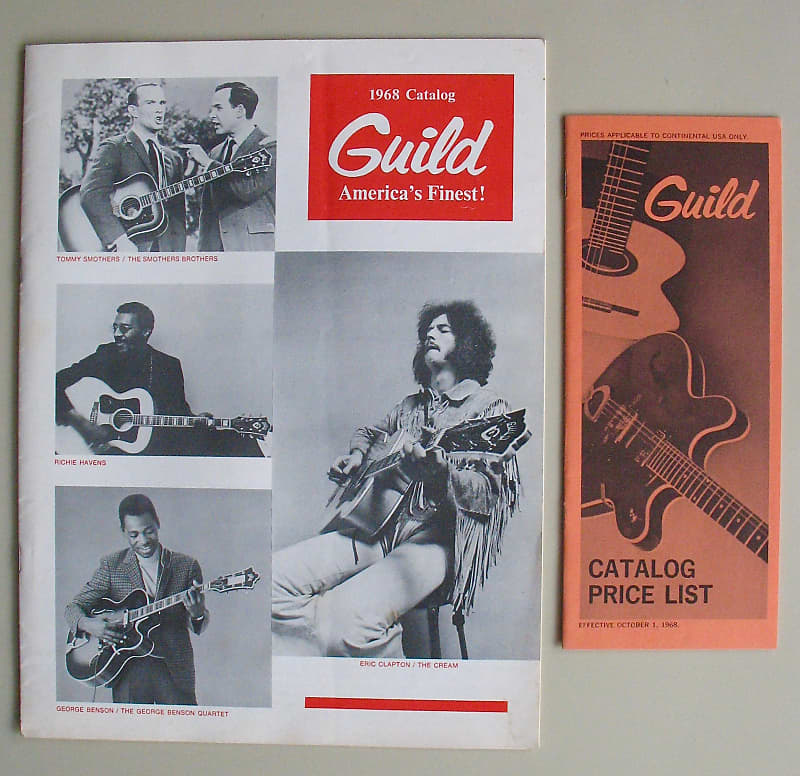 1968 Catalog
Guild
America's Finest!
TOMMY SMOTHERS / THE SMOTHERS BROTHERS
RICHIE HAVENS
ERIC CLAPTON / THE CREAM
GEORGE BENSON / THE GEORGE BENSON QUARTET
PRICES APPLICABLE TO CONTINENTAL USA ONLY.
Guild
CATALOG
PRICE LIST
EFFECTIVE OCTOBER 1, 1968.